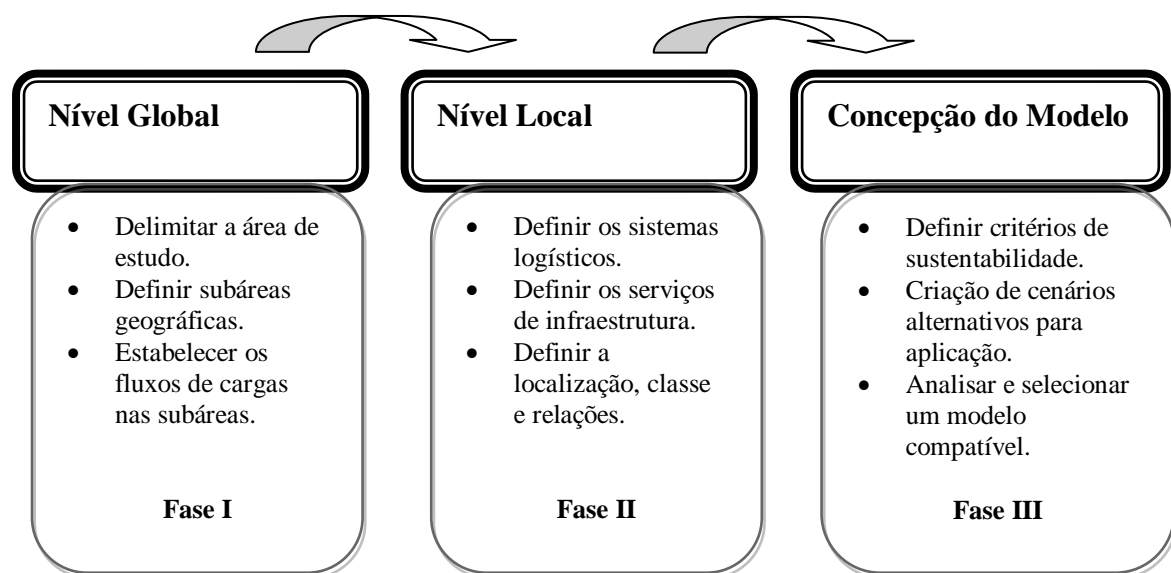 Nível Global
• Delimitar a área de
estudo.
• Definir subáreas
geográficas.
• Estabelecer os
fluxos de cargas
nas subáreas.
Fase I
Nível Local
• Definir os sistemas
logísticos.
• Definir os serviços
de infraestrutura.
• Definir a
localização, classe
e relações.
Fase II
Concepção do Modelo
• Definir critérios de
sustentabilidade.
• Criação de cenários
alternativos para
aplicação.
• Analisar e selecionar
um modelo
compatível.
Fase III